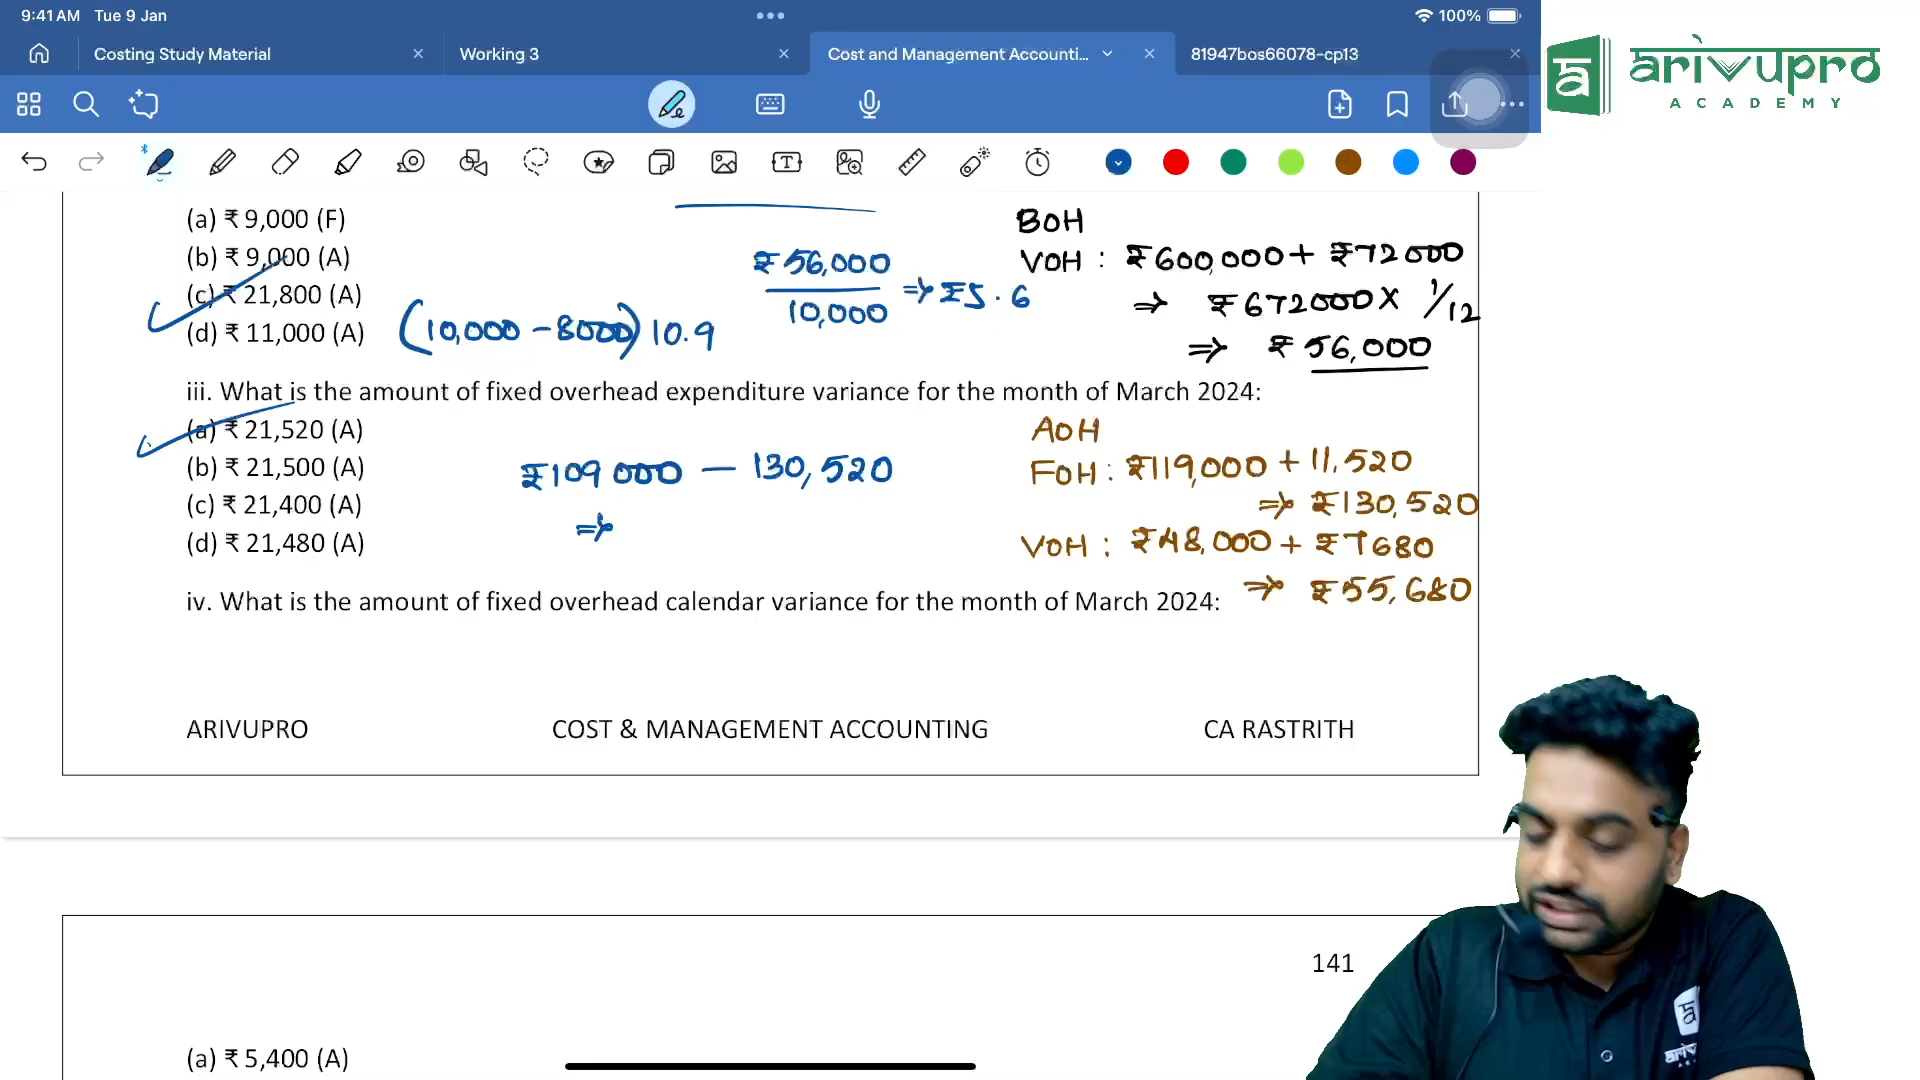 9:41 AM Tue 9 Jan
100%
Costing Study Material
Working 3
Cost and Management Accounti...
81947bos66078-cp13
arivupro
ACADEMY
(a) ₹ 9,000 (F)
(b) ₹ 9,000 (A)
(c) ₹ 21,800 (A)
(d) ₹ 11,000 (A)
(10,000 - 8000) 10.9
₹56,000
10,000
⇒ ₹5.6
BOH
VOH : ₹600,000 + ₹72000
⇒ ₹672000 X 1/12
⇒ ₹56,000
iii. What is the amount of fixed overhead expenditure variance for the month of March 2024:
(a) ₹ 21,520 (A)
(b) ₹ 21,500 (A)
(c) ₹ 21,400 (A)
(d) ₹ 21,480 (A)
₹109000 — 130,520
⇒
AOH
FOH : ₹119,000 + 11,520
⇒ ₹130,520
VOH : ₹48,000 + ₹7680
⇒ ₹55,680
iv. What is the amount of fixed overhead calendar variance for the month of March 2024:
ARIVUPRO COST & MANAGEMENT ACCOUNTING CA RASTRITH
141
(a) ₹ 5,400 (A)